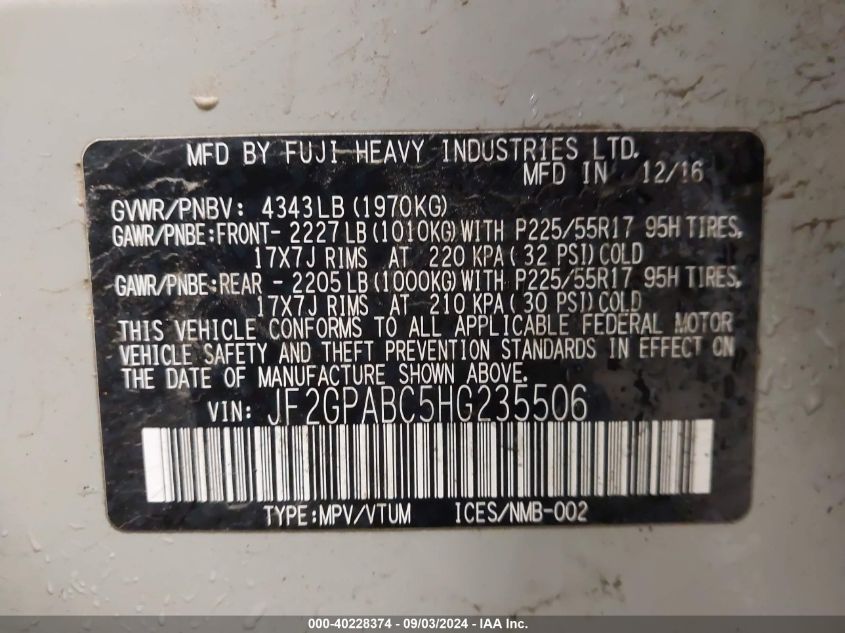 MFD BY FUJI HEAVY INDUSTRIES LTD.
MFD IN 12/16
GVWR/PNBV: 4343LB (1970KG)
GAWR/PNBE:FRONT- 2227LB (1010KG) WITH P225/55R17 95H TIRES,
17X7J RIMS AT 220 KPA( 32 PSI) COLD
GAWR/PNBE:REAR - 2205LB (1000KG) WITH P225/55R17 95H TIRES,
17X7J RIMS AT 210 KPA( 30 PSI) COLD
THIS VEHICLE CONFORMS TO ALL APPLICABLE FEDERAL MOTOR
VEHICLE SAFETY AND THEFT PREVENTION STANDARDS IN EFFECT ON
THE DATE OF MANUFACTURE SHOWN ABOVE.
VIN: JF2GPABC5HG235506
TYPE:MPV/VTUM ICES/NMB-002
000-40228374 - 09/03/2024 - IAA Inc.